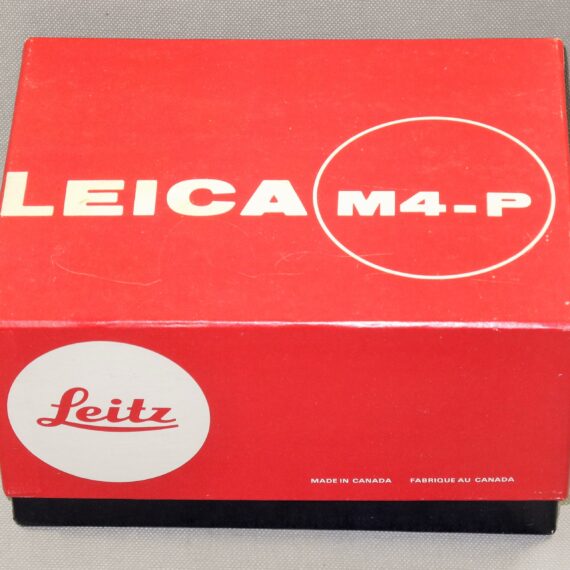 LEICA M4-P
Leitz
MADE IN CANADA FABRIQUE AU CANADA